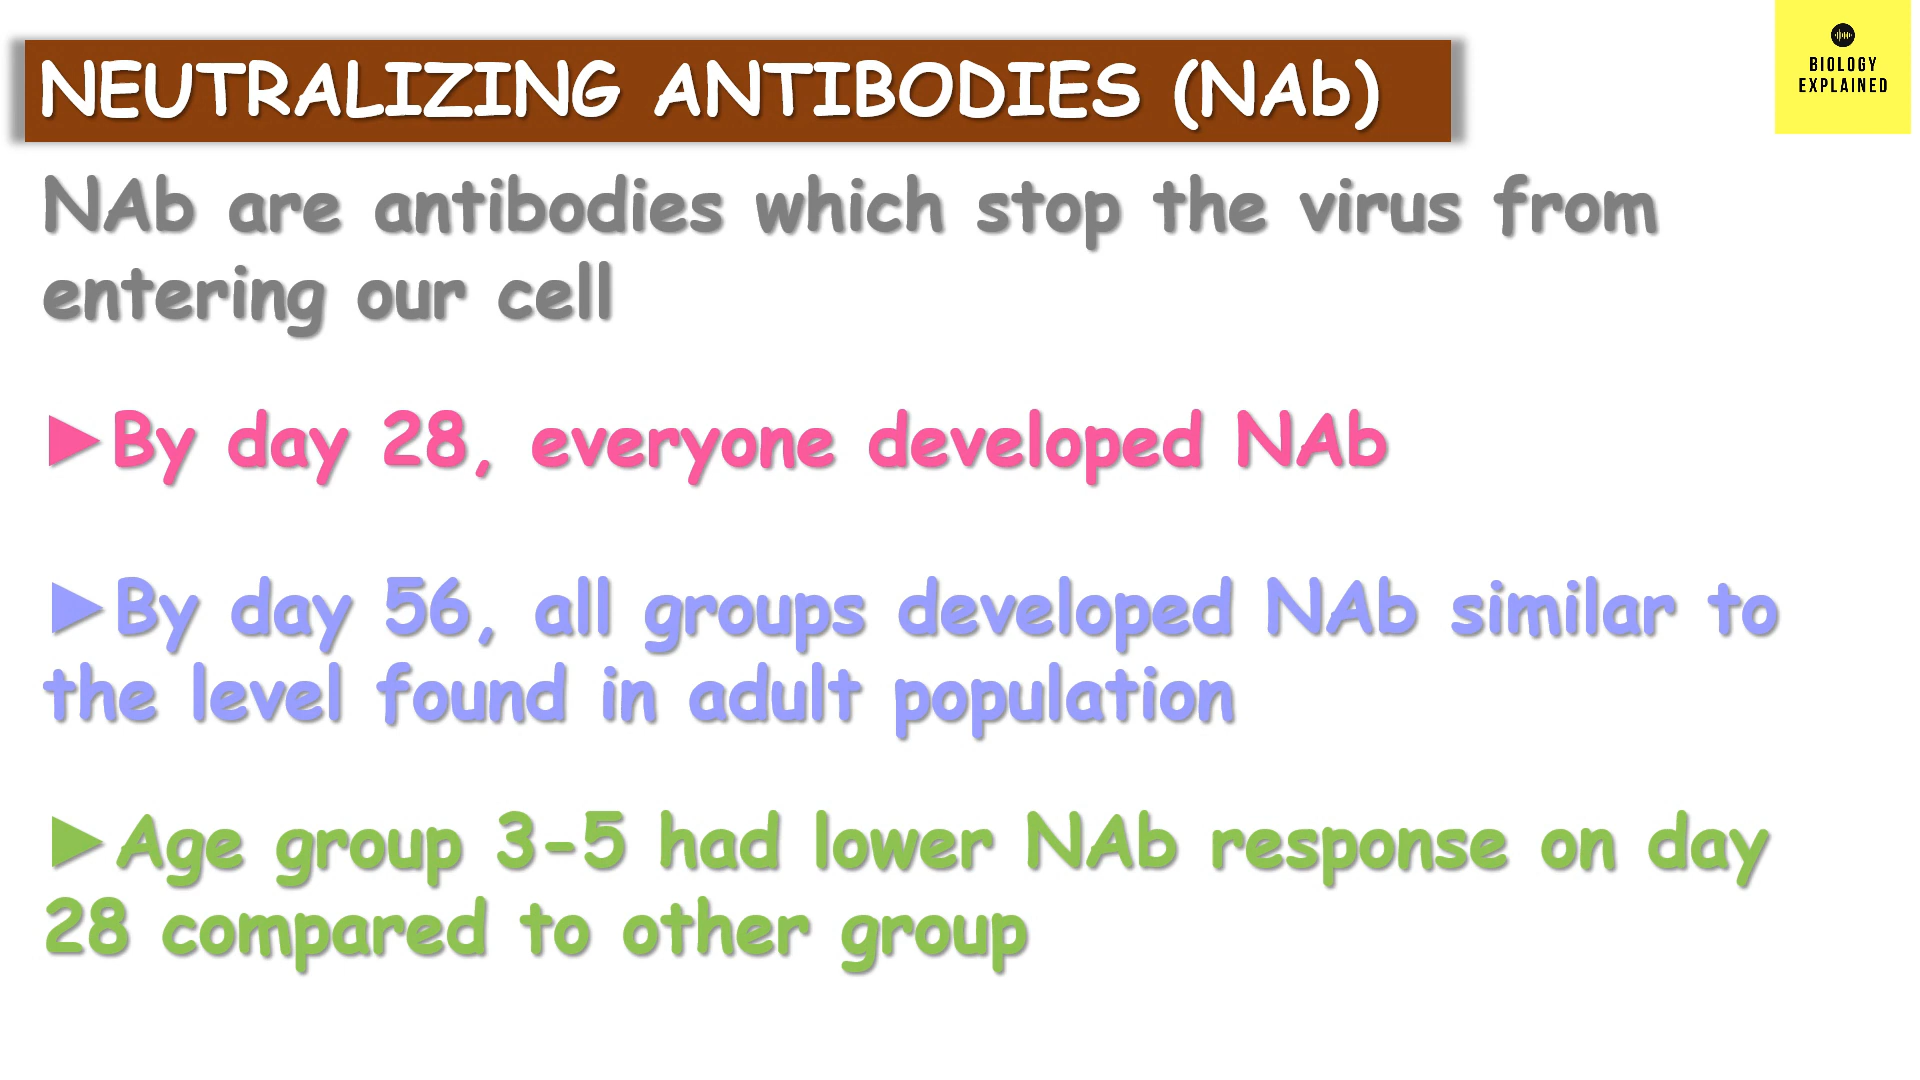 NEUTRALIZING ANTIBODIES (NAb)
BIOLOGY
EXPLAINED
NAb are antibodies which stop the virus from
entering our cell
►By day 28, everyone developed NAb
►By day 56, all groups developed NAb similar to
the level found in adult population
►Age group 3-5 had lower NAb response on day
28 compared to other group